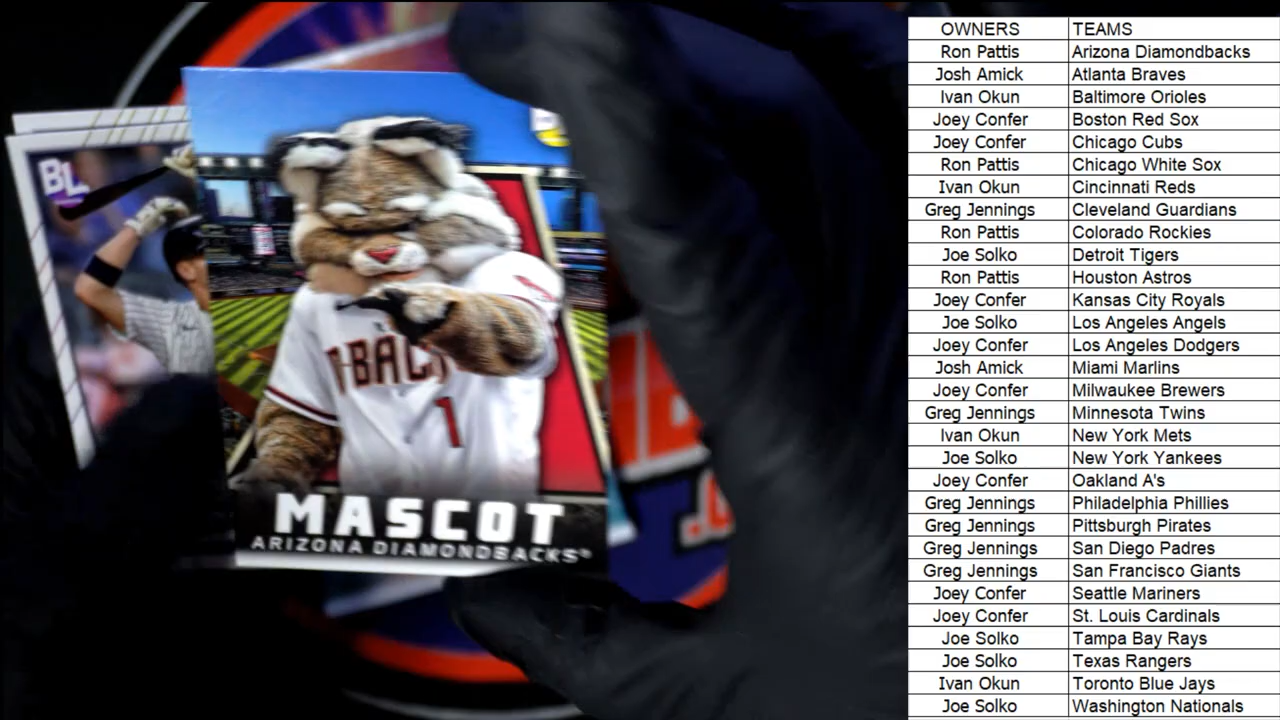 BL
D-BAC
1
MASCOT
ARIZONA DIAMONDBACKS®
OWNERS TEAMS
Ron Pattis Arizona Diamondbacks
Josh Amick Atlanta Braves
Ivan Okun Baltimore Orioles
Joey Confer Boston Red Sox
Joey Confer Chicago Cubs
Ron Pattis Chicago White Sox
Ivan Okun Cincinnati Reds
Greg Jennings Cleveland Guardians
Ron Pattis Colorado Rockies
Joe Solko Detroit Tigers
Ron Pattis Houston Astros
Joey Confer Kansas City Royals
Joe Solko Los Angeles Angels
Joey Confer Los Angeles Dodgers
Josh Amick Miami Marlins
Joey Confer Milwaukee Brewers
Greg Jennings Minnesota Twins
Ivan Okun New York Mets
Joe Solko New York Yankees
Joey Confer Oakland A's
Greg Jennings Philadelphia Phillies
Greg Jennings Pittsburgh Pirates
Greg Jennings San Diego Padres
Greg Jennings San Francisco Giants
Joey Confer Seattle Mariners
Joey Confer St. Louis Cardinals
Joe Solko Tampa Bay Rays
Joe Solko Texas Rangers
Ivan Okun Toronto Blue Jays
Joe Solko Washington Nationals